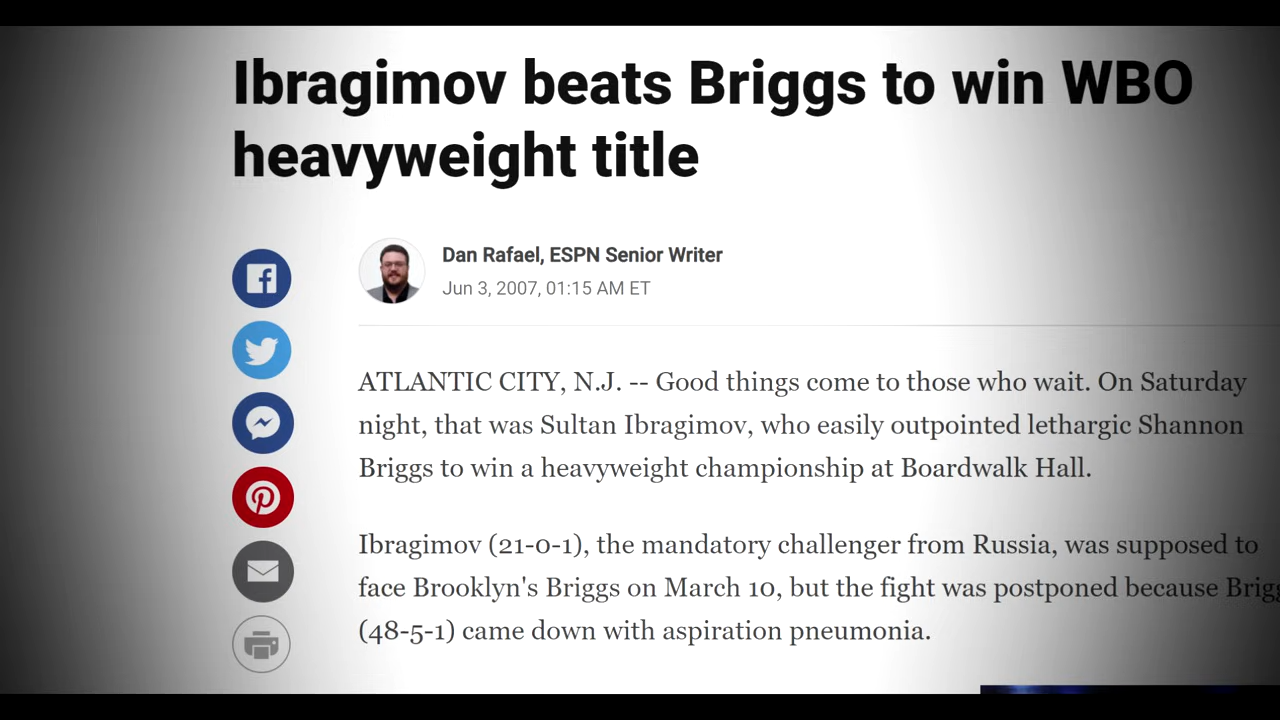 Ibragimov beats Briggs to win WBO
heavyweight title
Dan Rafael, ESPN Senior Writer
Jun 3, 2007, 01:15 AM ET
ATLANTIC CITY, N.J. -- Good things come to those who wait. On Saturday
night, that was Sultan Ibragimov, who easily outpointed lethargic Shannon
Briggs to win a heavyweight championship at Boardwalk Hall.
Ibragimov (21-0-1), the mandatory challenger from Russia, was supposed to
face Brooklyn's Briggs on March 10, but the fight was postponed because Brigg
(48-5-1) came down with aspiration pneumonia.